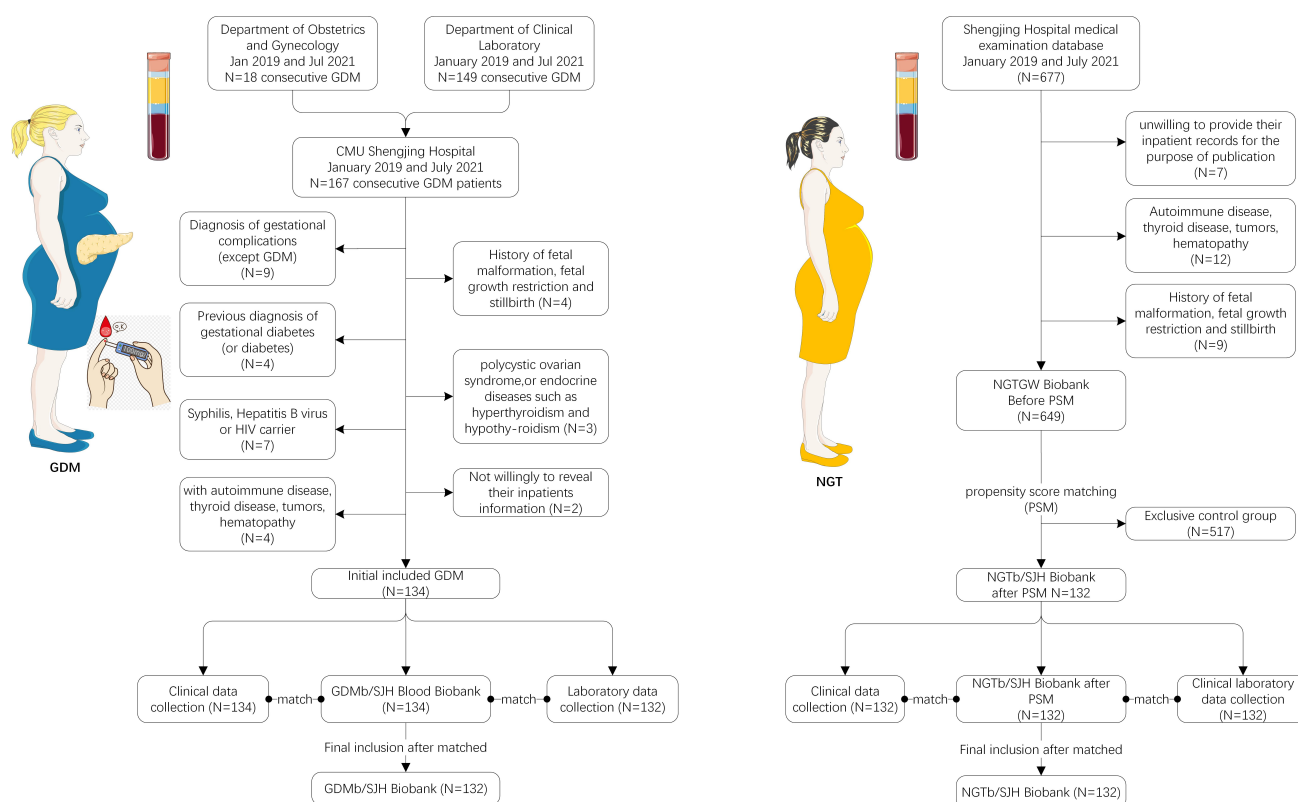 Department of Obstetrics
and Gynecology
Jan 2019 and Jul 2021
N=18 consecutive GDM
Department of Clinical
Laboratory
January 2019 and Jul 2021
N=149 consecutive GDM
CMU Shengjing Hospital
January 2019 and July 2021
N=167 consecutive GDM patients
Diagnosis of gestational
complications
(except GDM)
(N=9)
History of fetal
malformation, fetal
growth restriction and
stillbirth (N=4)
Previous diagnosis of
gestational diabetes
(or diabetes)
(N=4)
polycystic ovarian
syndrome,or endocrine
diseases such as
hyperthyroidism and
hypothy-roidism (N=3)
Syphilis, Hepatitis B virus
or HIV carrier
(N=7)
Not willingly to reveal
their inpatients
information (N=2)
with autoimmune disease,
thyroid disease, tumors,
hematopathy
(N=4)
GDM
Initial included GDM
(N=134)
Clinical data
collection (N=134)
match
GDMb/SJH Blood Biobank
(N=134)
match
Laboratory data
collection (N=132)
Final inclusion after matched
GDMb/SJH Biobank (N=132)
Shengjing Hospital medical
examination database
January 2019 and July 2021
(N=677)
unwilling to provide their
inpatient records for the
purpose of publication
(N=7)
Autoimmune disease,
thyroid disease, tumors,
hematopathy
(N=12)
History of fetal
malformation, fetal growth
restriction and stillbirth
(N=9)
NGTGW Biobank
Before PSM
(N=649)
NGT
propensity score matching
(PSM)
Exclusive control group
(N=517)
NGTb/SJH Biobank
after PSM N=132
Clinical data
collection (N=132)
match
NGTb/SJH Biobank after
PSM
(N=132)
match
Clinical laboratory
data collection
(N=132)
Final inclusion after matched
NGTb/SJH Biobank (N=132)